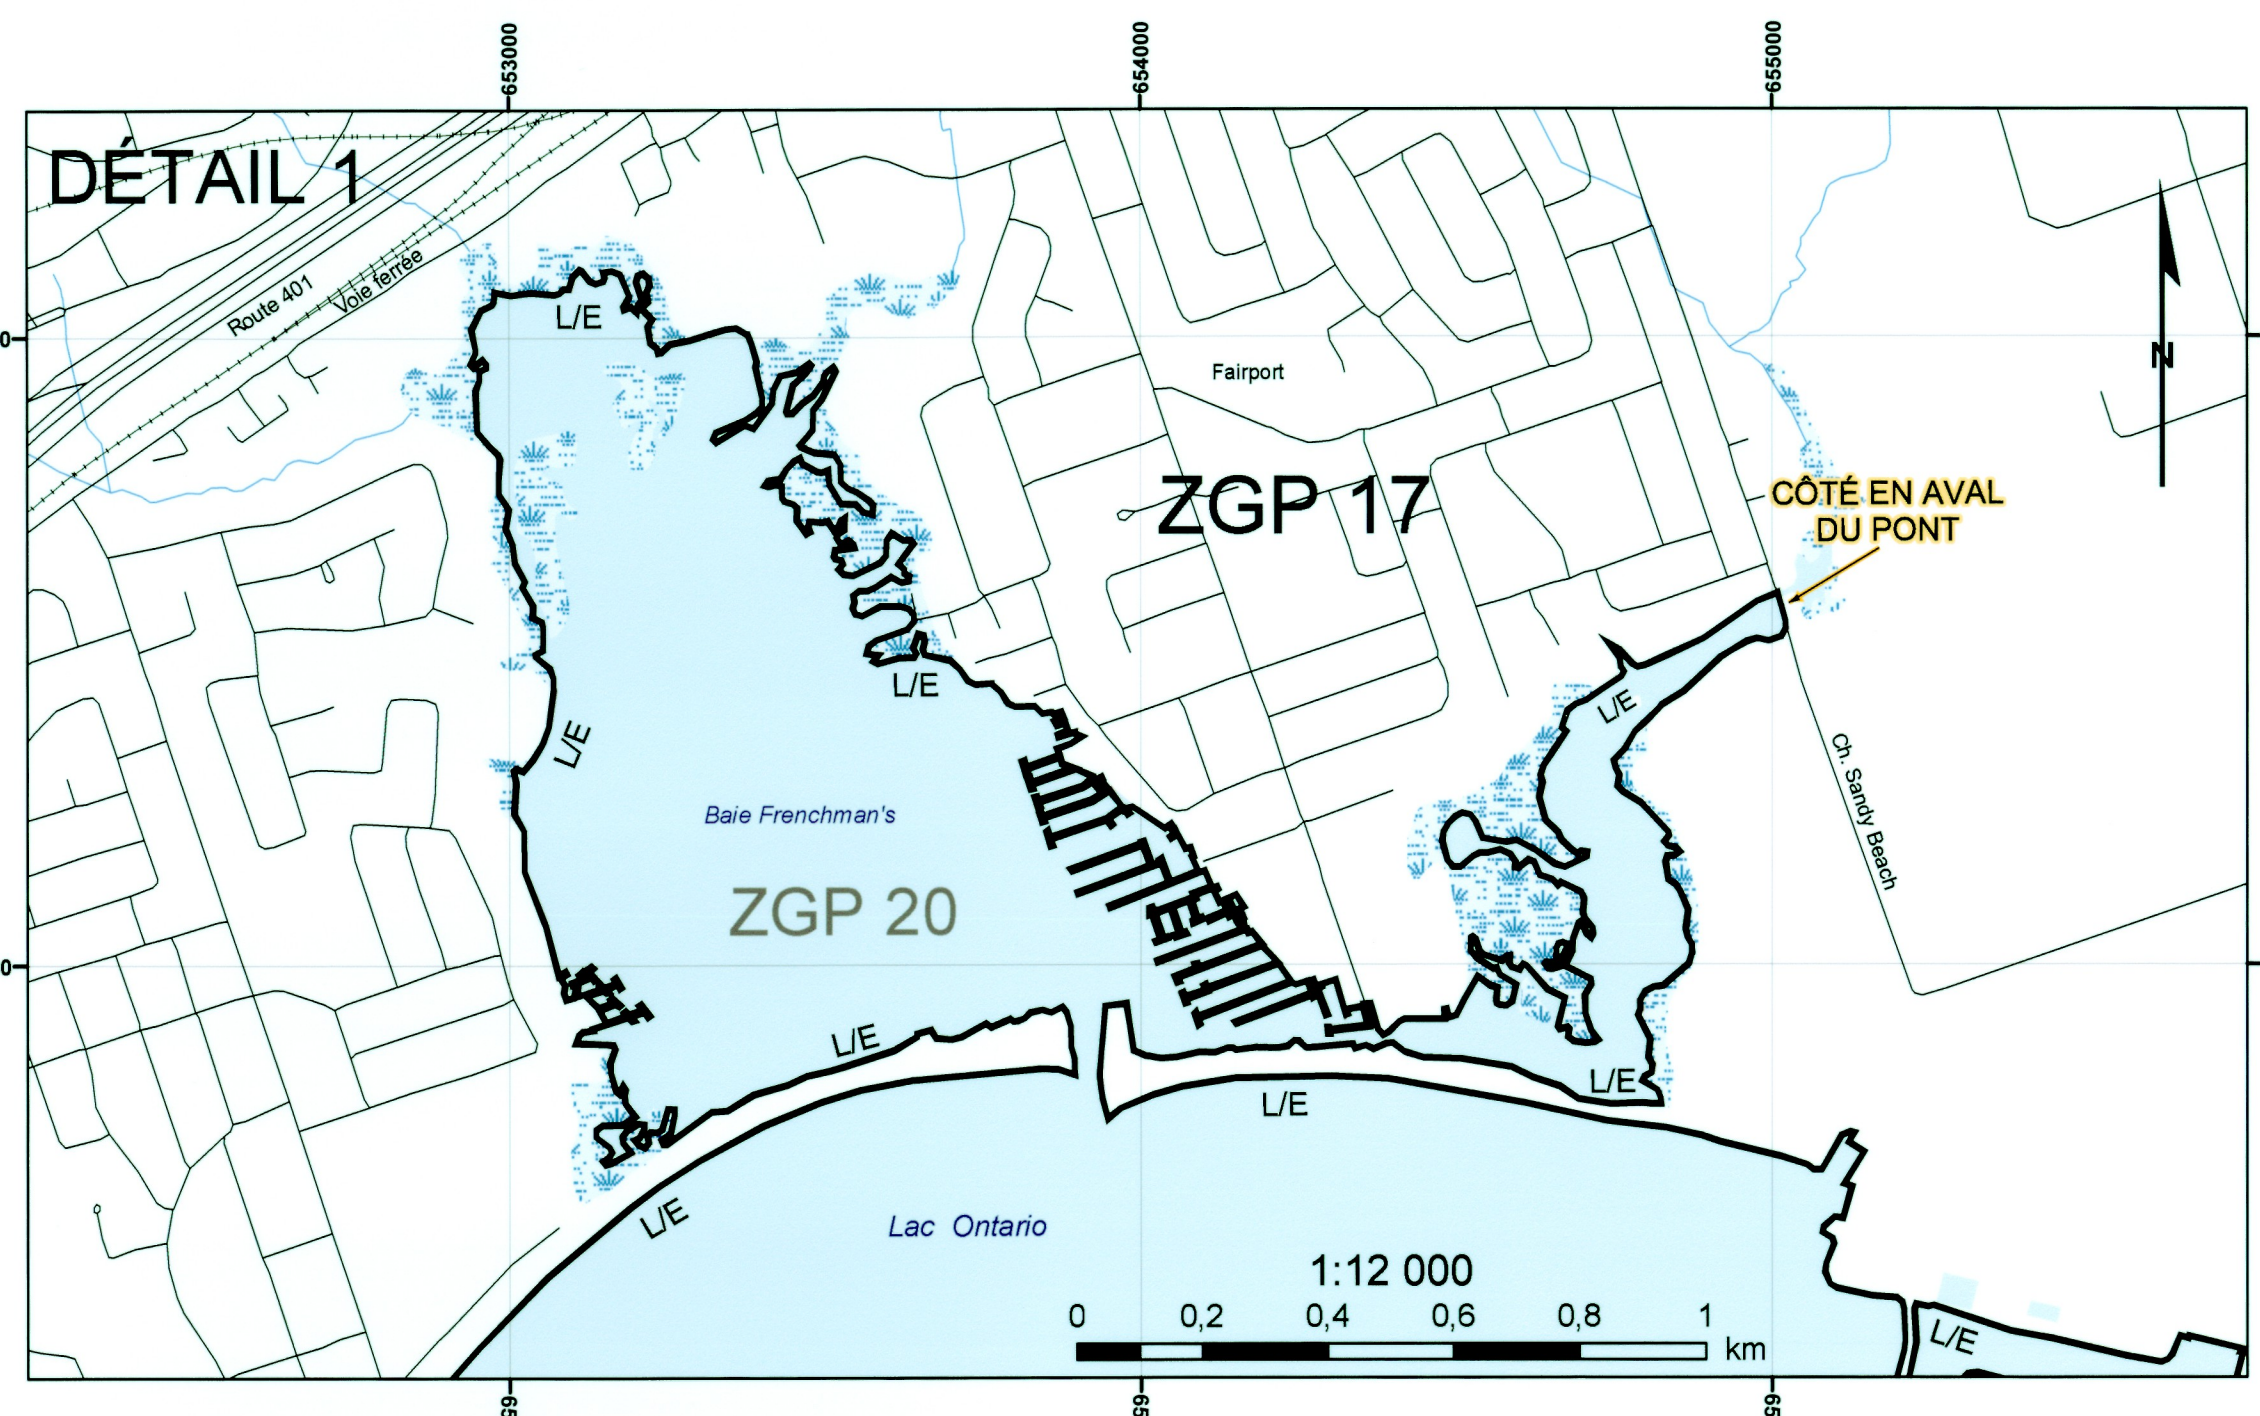 653000
654000
655000
DÉTAIL 1
Route 401
Voie ferrée
L/E
Fairport
N
ZGP 17
CÔTÉ EN AVAL
DU PONT
L/E
L/E
L/E
Ch. Sandy Beach
Baie Frenchman's
ZGP 20
L/E
L/E
L/E
L/E
Lac Ontario
1:12 000
0 0,2 0,4 0,6 0,8 1
km
L/E